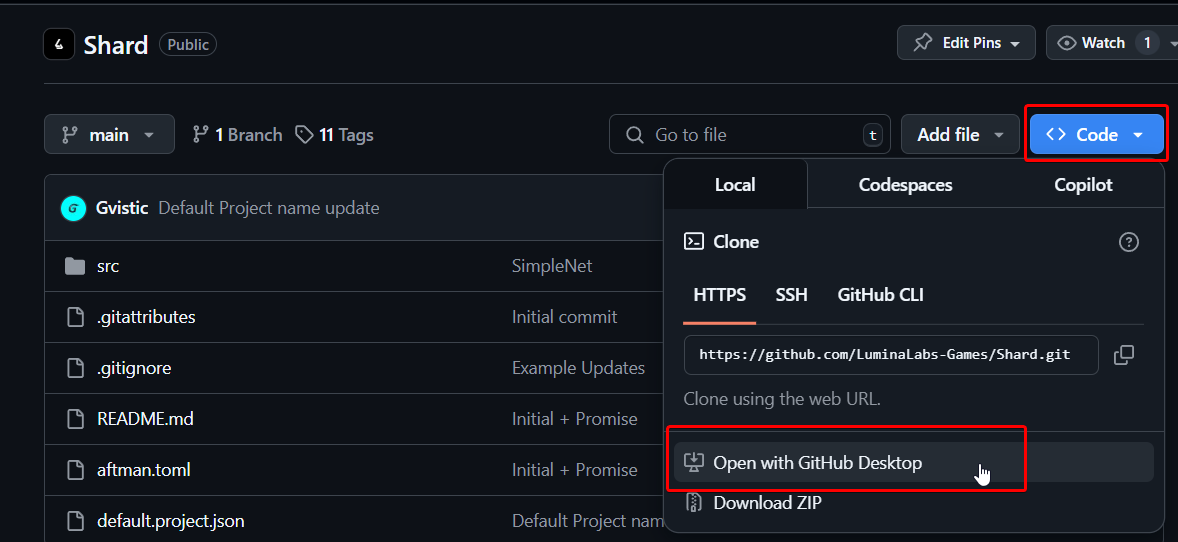 Shard Public Edit Pins Watch 1
main 1 Branch 11 Tags Go to file t Add file <> Code
Local Codespaces Copilot
Gvistic Default Project name update
Clone
src SimpleNet
HTTPS SSH GitHub CLI
.gitattributes Initial commit
https://github.com/LuminaLabs-Games/Shard.git
.gitignore Example Updates
Clone using the web URL.
README.md Initial + Promise
Open with GitHub Desktop
aftman.toml Initial + Promise
Download ZIP
default.project.json Default Project nam